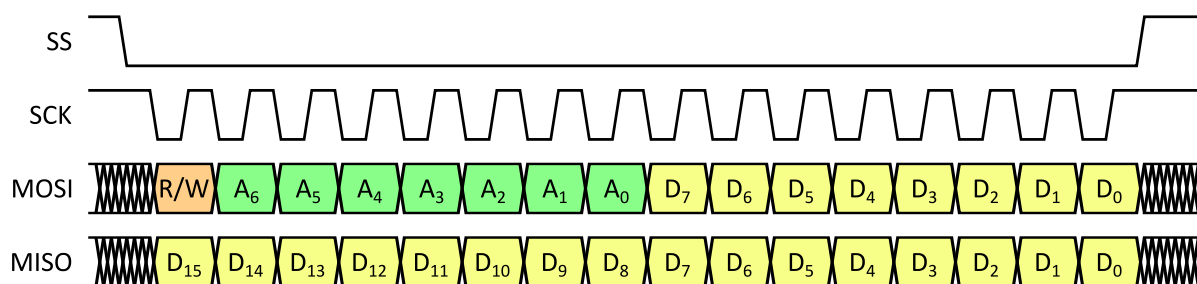 SS
SCK
MOSI R/W A₆ A₅ A₄ A₃ A₂ A₁ A₀ D₇ D₆ D₅ D₄ D₃ D₂ D₁ D₀
MISO D₁₅ D₁₄ D₁₃ D₁₂ D₁₁ D₁₀ D₉ D₈ D₇ D₆ D₅ D₄ D₃ D₂ D₁ D₀